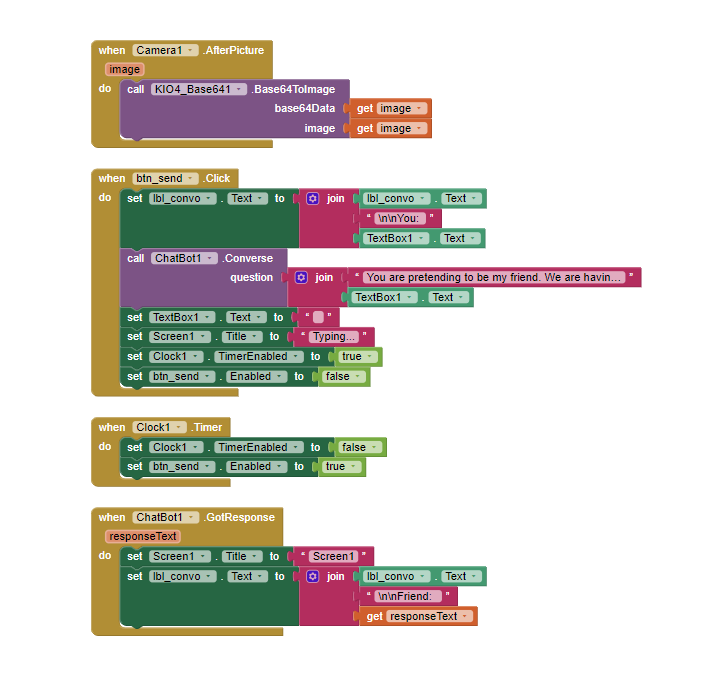 when Camera1 .AfterPicture
image
do call KIO4_Base641 .Base64ToImage
base64Data get image
image get image
when btn_send .Click
do set lbl_convo . Text to join lbl_convo . Text
“ \n\nYou: ”
TextBox1 . Text
call ChatBot1 .Converse
question join “ You are pretending to be my friend. We are havin... ”
TextBox1 . Text
set TextBox1 . Text to “ ”
set Screen1 . Title to “ Typing... ”
set Clock1 . TimerEnabled to true
set btn_send . Enabled to false
when Clock1 .Timer
do set Clock1 . TimerEnabled to false
set btn_send . Enabled to true
when ChatBot1 .GotResponse
responseText
do set Screen1 . Title to “ Screen1 ”
set lbl_convo . Text to join lbl_convo . Text
“ \n\nFriend: ”
get responseText